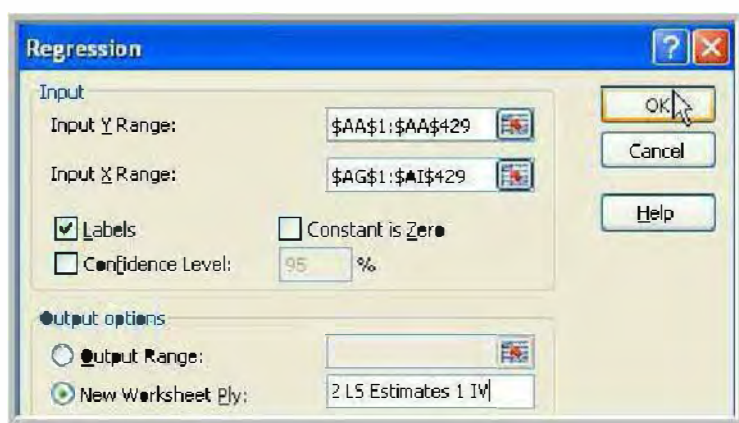 Regression
Input
Input Y Range: $AA$1:$AA$429
OK
Input X Range: $AG$1:$AI$429
Cancel
Labels Constant is Zero
Help
Confidence Level: 95 %
Output options
Output Range:
New Worksheet Ply: 2 LS Estimates 1 IV